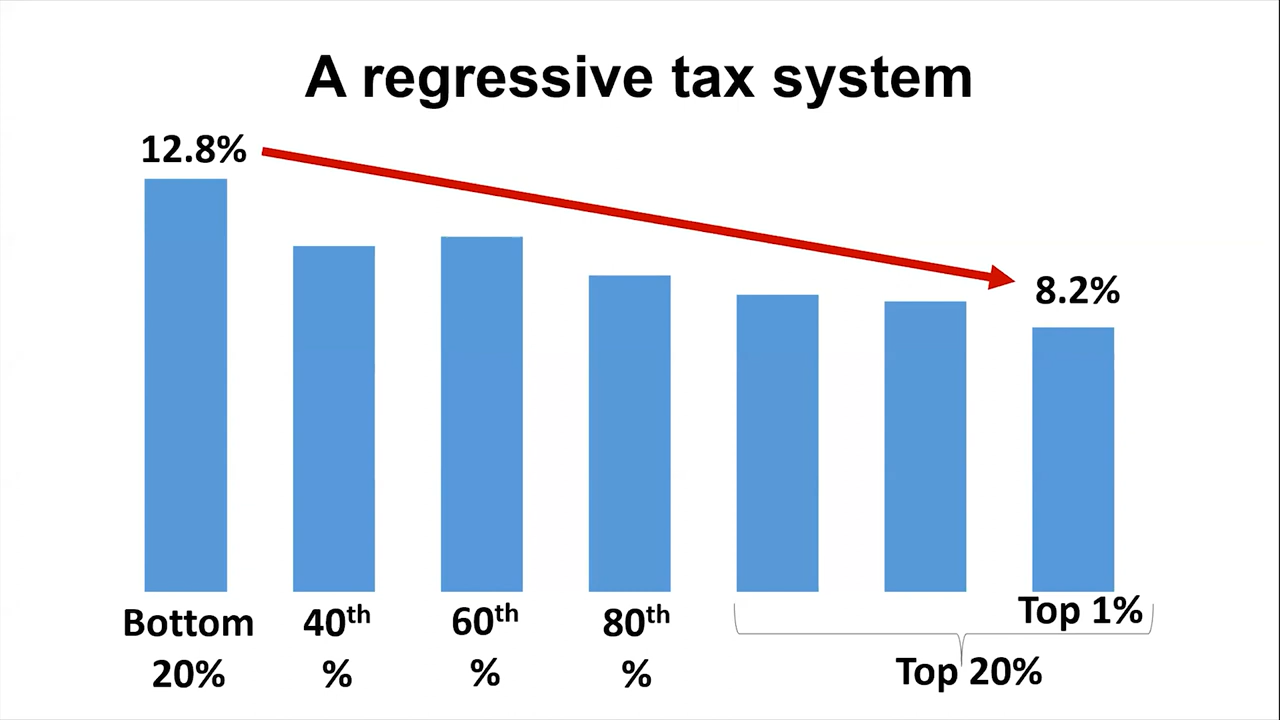 A regressive tax system
12.8%
8.2%
Bottom 20%
40th %
60th %
80th %
Top 1%
Top 20%